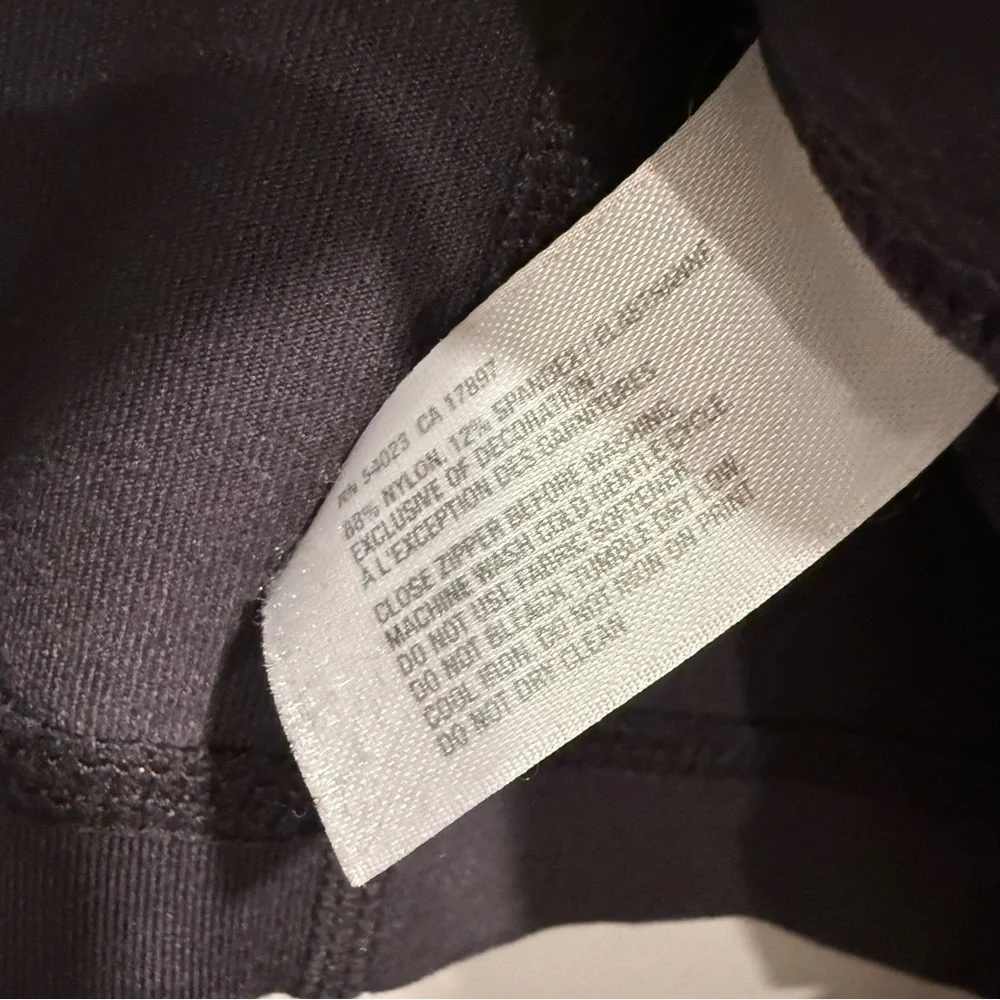 RN 54023 CA 17897
88% NYLON, 12% SPANDEX / ELASTHANNE
EXCLUSIVE OF DECORATION
A L'EXCEPTION DES GARNITURES
CLOSE ZIPPER BEFORE WASHING
MACHINE WASH COLD GENTLE CYCLE
DO NOT USE FABRIC SOFTENER
DO NOT BLEACH, TUMBLE DRY LOW
COOL IRON, DO NOT IRON ON PRINT
DO NOT DRY CLEAN